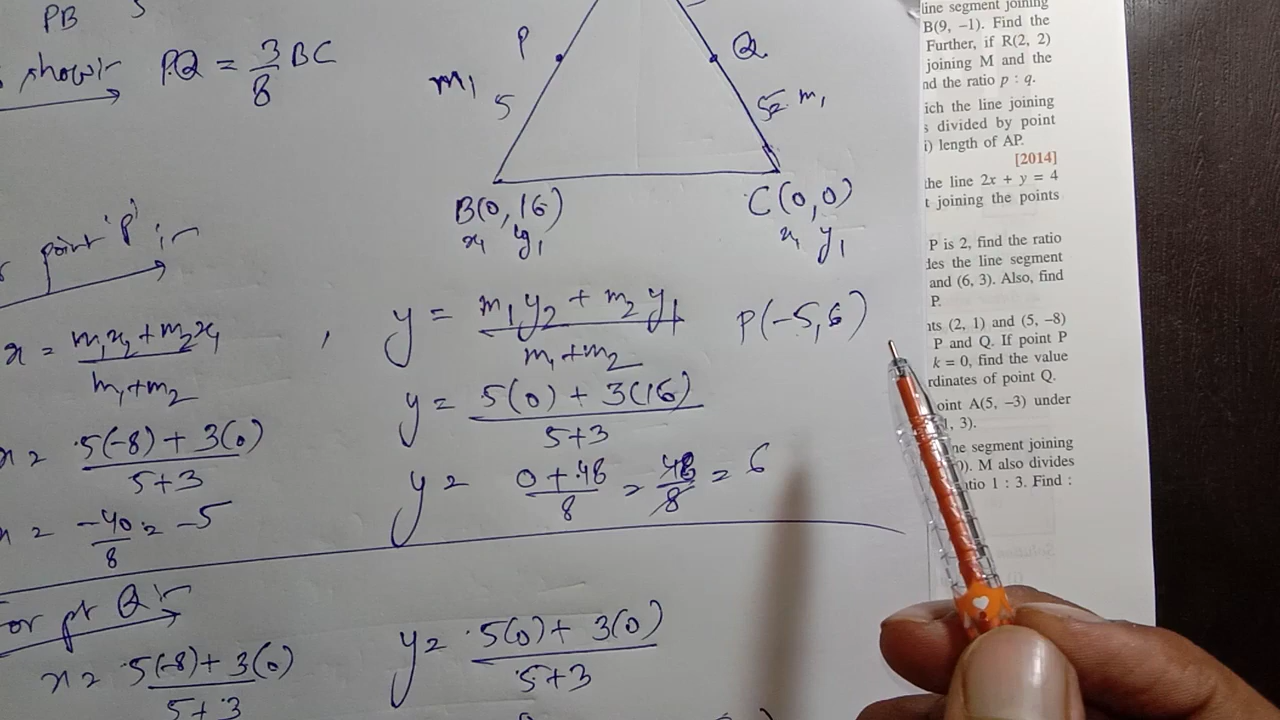 PB 5
show:- PQ = 3/8 BC
P
m1 5
Q
5 m1
B(0, 16)
x1 y1
C(0,0)
x1 y1
point 'P' :-
x = m1x2+m2x1 / m1+m2 , y = m1y2 + m2y1 / m1+m2
P(-5,6)
x = 5(-8) + 3(0) / 5+3
y = 5(0) + 3(16) / 5+3
x = -40/8 = -5
y = 0+48/8 = 48/8 = 6
For pt Q:-
x = 5(-8)+ 3(0) / 5+3
y = 5(0)+ 3(0) / 5+3
line segment joining
B(9, –1). Find the
Further, if R(2, 2)
joining M and the
nd the ratio p : q.
ich the line joining
s divided by point
i) length of AP.
[2014]
the line 2x + y = 4
t joining the points
P is 2, find the ratio
des the line segment
and (6, 3). Also, find
P.
nts (2, 1) and (5, –8)
P and Q. If point P
k = 0, find the value
rdinates of point Q.
oint A(5, –3) under
1, 3).
ne segment joining
0). M also divides
atio 1 : 3. Find :